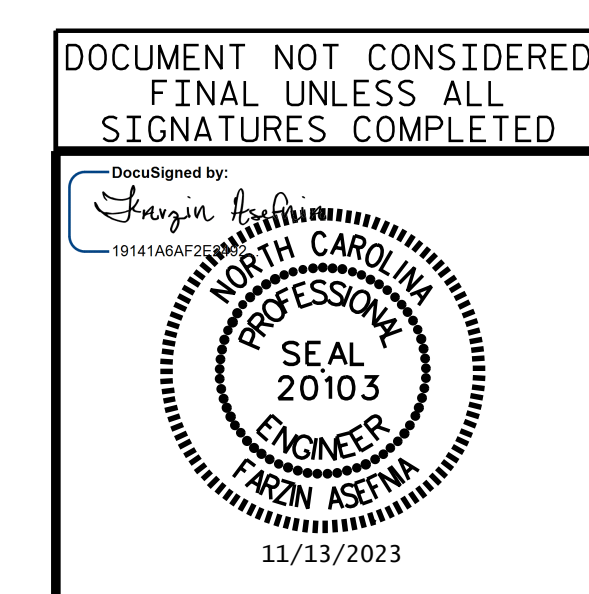 DOCUMENT NOT CONSIDERED
FINAL UNLESS ALL
SIGNATURES COMPLETED
DocuSigned by:
Farzin Asefnia
19141A6AF2E2492...
NORTH CAROLINA
PROFESSIONAL
SEAL
20103
ENGINEER
FARZIN ASEFNIA
11/13/2023